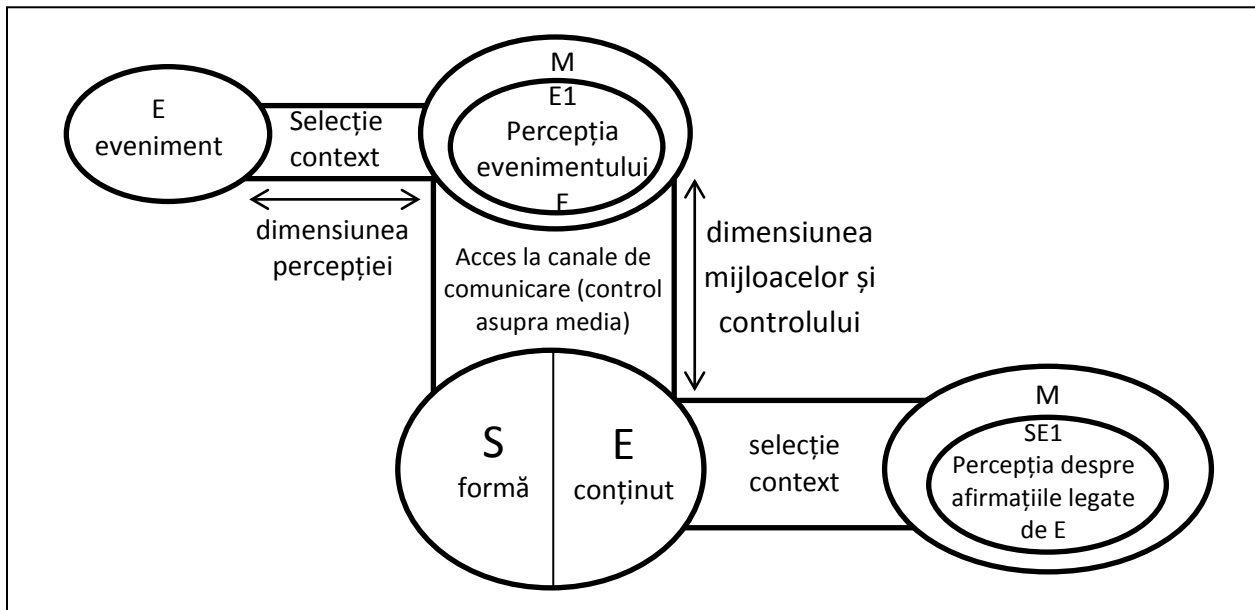 E
eveniment
Selecție
context
M
E1
Percepția
evenimentului
E
dimensiunea
percepției
Acces la canale de
comunicare (control
asupra media)
dimensiunea
mijloacelor și
controlului
S
formă
E
conținut
selecție
context
M
SE1
Percepția despre
afirmațiile legate
de E